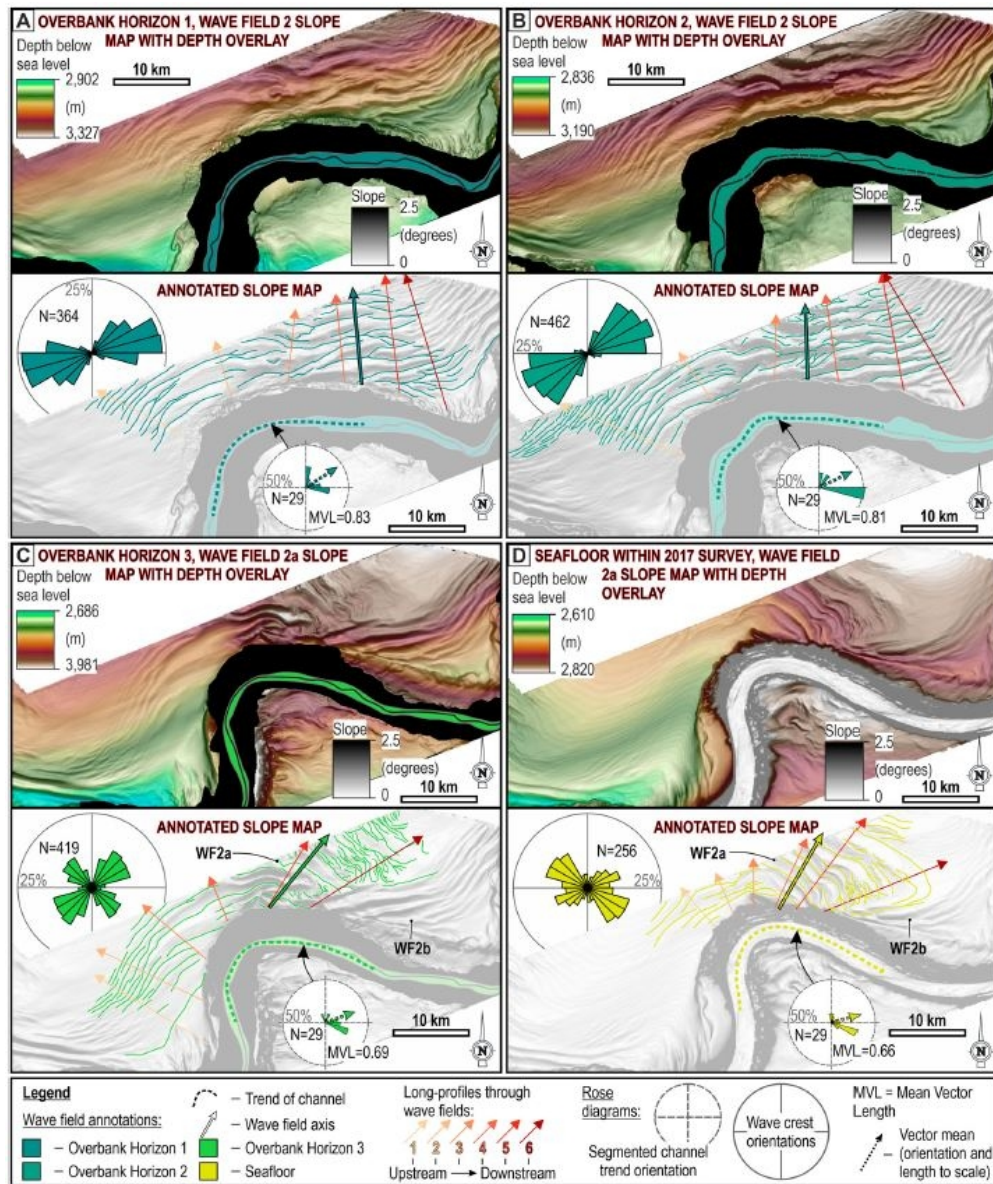 A OVERBANK HORIZON 1, WAVE FIELD 2 SLOPE
MAP WITH DEPTH OVERLAY
Depth below
sea level
2,902
(m)
3,327
10 km
Slope
2.5
(degrees)
0
N
ANNOTATED SLOPE MAP
25%
N=364
50%
N=29
MVL=0.83
10 km
N
B OVERBANK HORIZON 2, WAVE FIELD 2 SLOPE
MAP WITH DEPTH OVERLAY
Depth below
sea level
2,836
(m)
3,190
10 km
Slope
2.5
(degrees)
0
N
ANNOTATED SLOPE MAP
N=462
25%
50%
N=29
MVL=0.81
10 km
N
C OVERBANK HORIZON 3, WAVE FIELD 2a SLOPE
MAP WITH DEPTH OVERLAY
Depth below
sea level
2,686
(m)
3,981
Slope
2.5
(degrees)
0
10 km
N
ANNOTATED SLOPE MAP
N=419
25%
WF2a
WF2b
50%
N=29
MVL=0.69
10 km
N
D SEAFLOOR WITHIN 2017 SURVEY, WAVE FIELD
2a SLOPE MAP WITH DEPTH
OVERLAY
Depth below
sea level
2,610
(m)
2,820
Slope
2.5
(degrees)
0
10 km
N
ANNOTATED SLOPE MAP
N=256
25%
WF2a
WF2b
50%
N=29
MVL=0.66
10 km
N
Legend
Wave field annotations:
– Overbank Horizon 1
– Overbank Horizon 2
– Trend of channel
– Wave field axis
– Overbank Horizon 3
– Seafloor
Long-profiles through
wave fields:
1 2 3 4 5 6
Upstream → Downstream
Rose
diagrams:
Segmented channel
trend orientation
Wave crest
orientations
MVL = Mean Vector
Length
Vector mean
– (orientation and
length to scale)